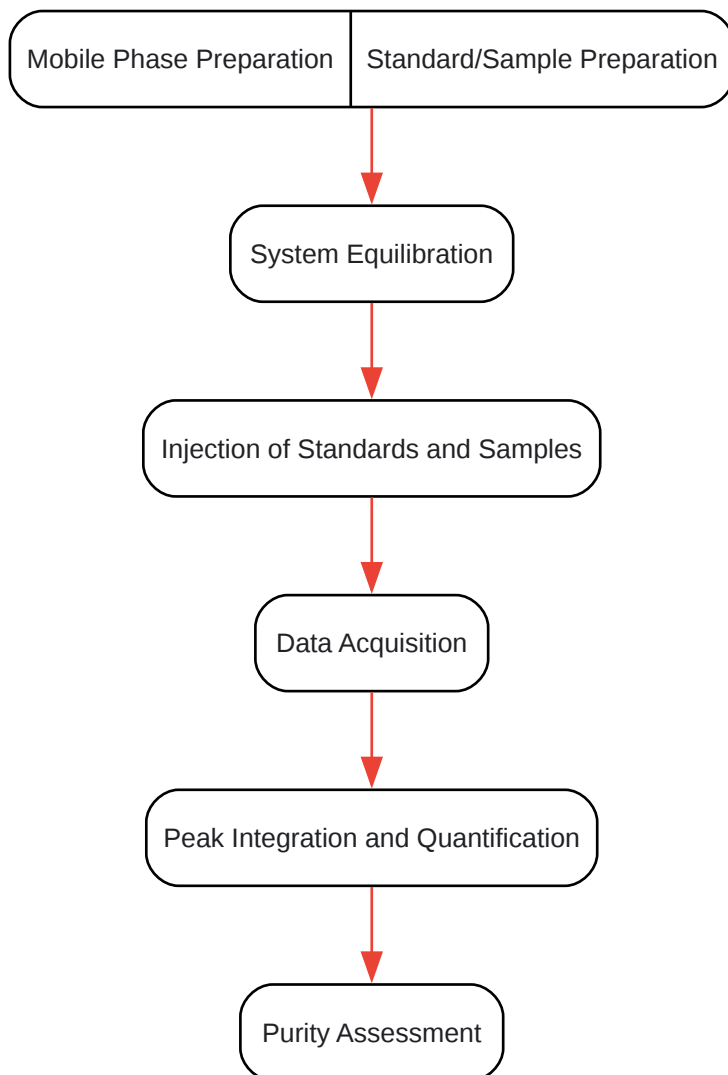 Mobile Phase Preparation
Standard/Sample Preparation
System Equilibration
Injection of Standards and Samples
Data Acquisition
Peak Integration and Quantification
Purity Assessment